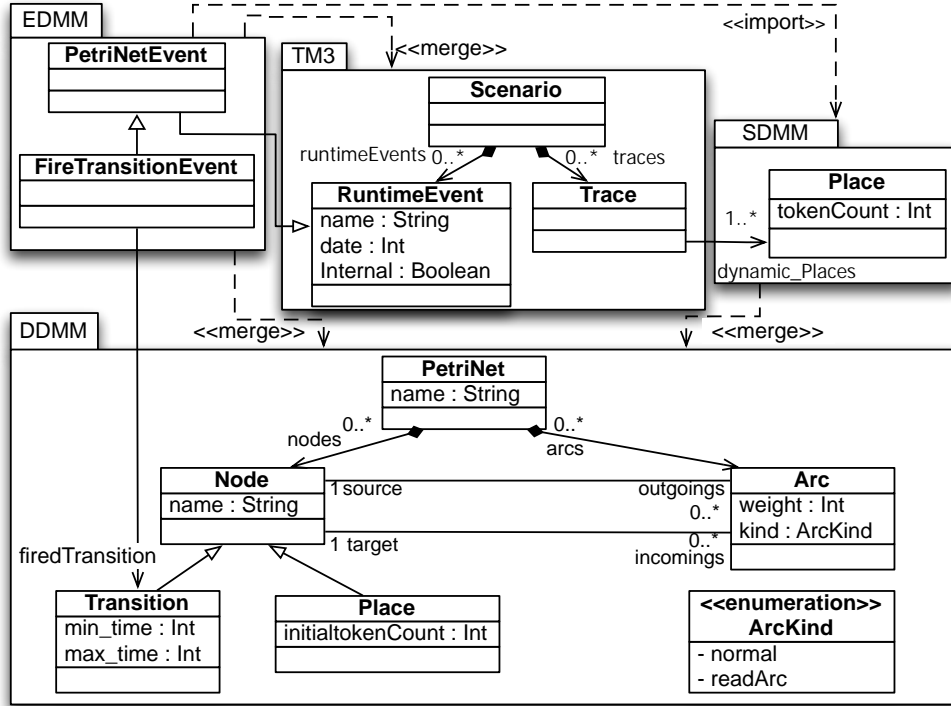 EDMM
PetriNetEvent
FireTransitionEvent
<<merge>>
<<import>>
TM3
Scenario
runtimeEvents 0..*
0..* traces
RuntimeEvent
name : String
date : Int
Internal : Boolean
Trace
SDMM
Place
tokenCount : Int
1..*
dynamic_Places
<<merge>>
<<merge>>
DDMM
PetriNet
name : String
0..*
nodes
0..*
arcs
Node
name : String
1 source
outgoings
0..*
1 target
0..*
incomings
Arc
weight : Int
kind : ArcKind
firedTransition
Transition
min_time : Int
max_time : Int
Place
initialtokenCount : Int
<<enumeration>>
ArcKind
- normal
- readArc